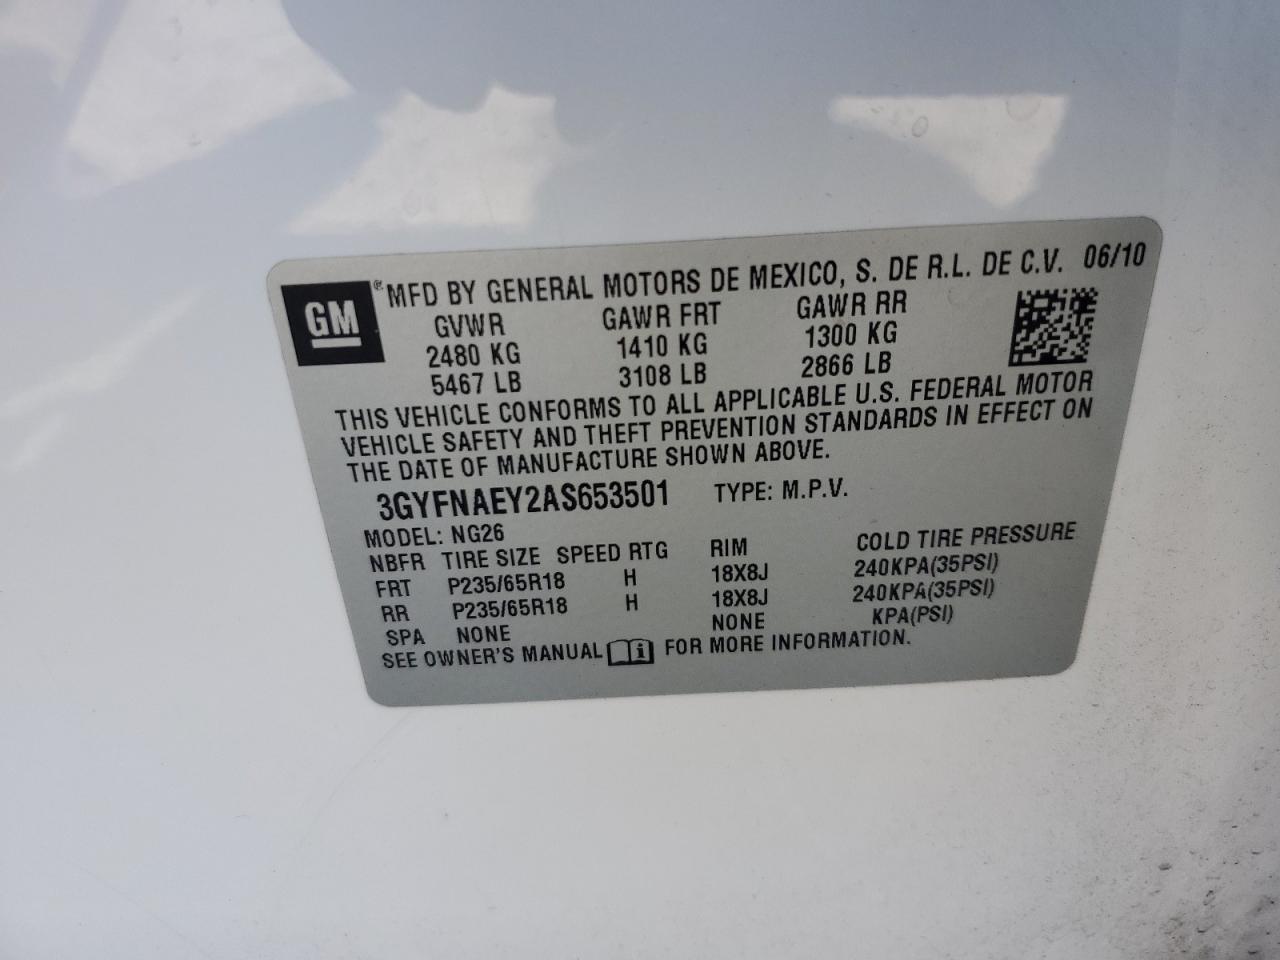 GM ® MFD BY GENERAL MOTORS DE MEXICO, S. DE R.L. DE C.V. 06/10
GVWR GAWR FRT GAWR RR
2480 KG 1410 KG 1300 KG
5467 LB 3108 LB 2866 LB
THIS VEHICLE CONFORMS TO ALL APPLICABLE U.S. FEDERAL MOTOR
VEHICLE SAFETY AND THEFT PREVENTION STANDARDS IN EFFECT ON
THE DATE OF MANUFACTURE SHOWN ABOVE.
3GYFNAEY2AS653501 TYPE: M.P.V.
MODEL: NG26
NBFR TIRE SIZE SPEED RTG RIM COLD TIRE PRESSURE
FRT P235/65R18 H 18X8J 240KPA(35PSI)
RR P235/65R18 H 18X8J 240KPA(35PSI)
SPA NONE NONE KPA(PSI)
SEE OWNER'S MANUAL i FOR MORE INFORMATION.